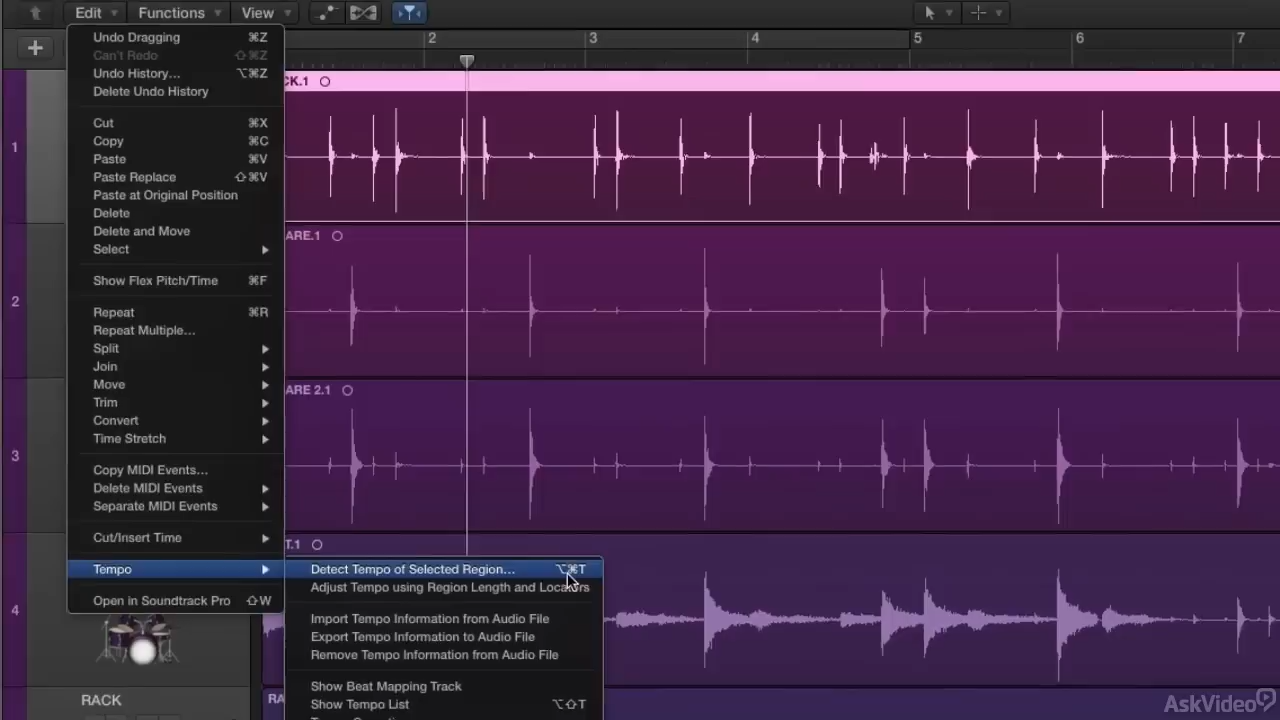 Edit Functions View
2 3 4 5 6 7
Undo Dragging ⌘Z
Can't Redo ⇧⌘Z
Undo History... ⌥⌘Z
Delete Undo History
Cut ⌘X
Copy ⌘C
Paste ⌘V
Paste Replace ⇧⌘V
Paste at Original Position
Delete
Delete and Move
Select
Show Flex Pitch/Time ⌘F
Repeat ⌘R
Repeat Multiple...
Split
Join
Move
Trim
Convert
Time Stretch
Copy MIDI Events...
Delete MIDI Events
Separate MIDI Events
Cut/Insert Time
Tempo
Open in Soundtrack Pro ⇧W
Detect Tempo of Selected Region... ⌥⌘T
Adjust Tempo using Region Length and Locators
Import Tempo Information from Audio File
Export Tempo Information to Audio File
Remove Tempo Information from Audio File
Show Beat Mapping Track
Show Tempo List ⌥⇧T
CK.1
1
ARE.1
2
ARE 2.1
3
T.1
4
RACK
RA
AskVideo